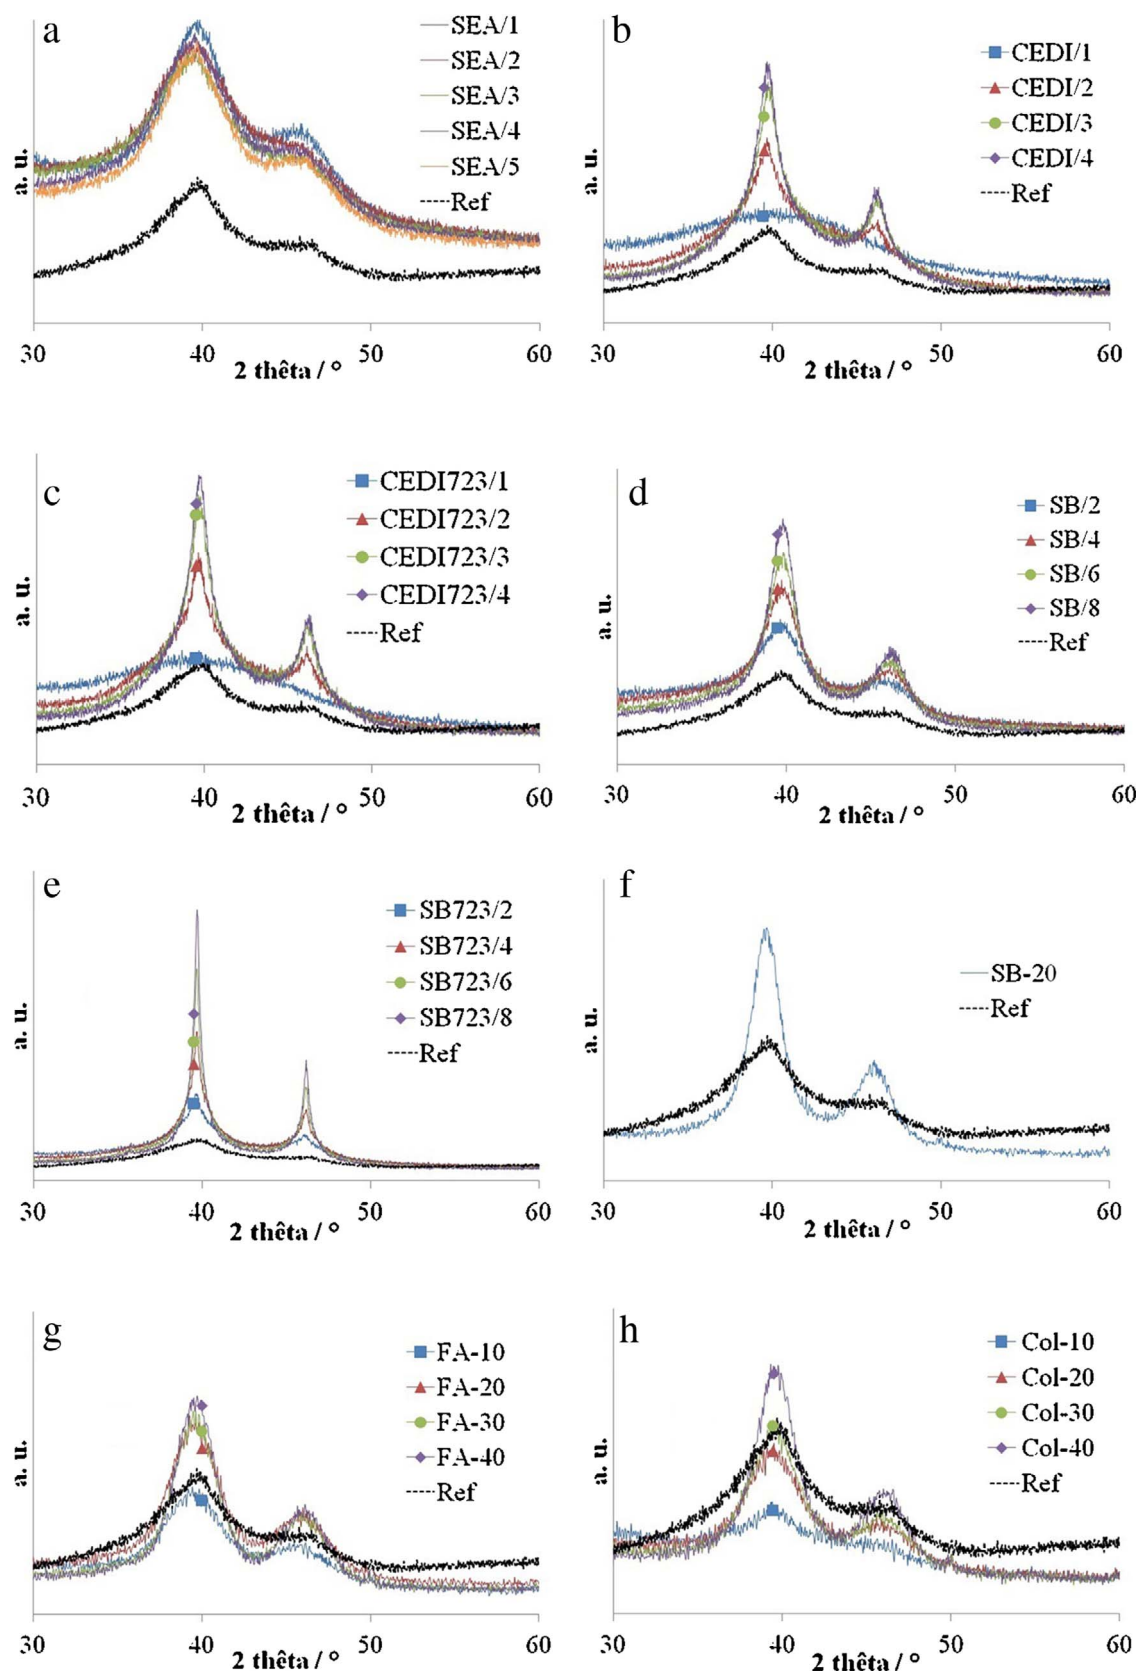 a
SEA/1
SEA/2
SEA/3
SEA/4
SEA/5
Ref
a. u.
30 40 50 60
2 thêta / °
b
CEDI/1
CEDI/2
CEDI/3
CEDI/4
Ref
a. u.
30 40 50 60
2 thêta / °
c
CEDI723/1
CEDI723/2
CEDI723/3
CEDI723/4
Ref
a. u.
30 40 50 60
2 thêta / °
d
SB/2
SB/4
SB/6
SB/8
Ref
a. u.
30 40 50 60
2 thêta / °
e
SB723/2
SB723/4
SB723/6
SB723/8
Ref
a. u.
30 40 50 60
2 thêta / °
f
SB-20
Ref
a. u.
30 40 50 60
2 thêta / °
g
FA-10
FA-20
FA-30
FA-40
Ref
a. u.
30 40 50 60
2 thêta / °
h
Col-10
Col-20
Col-30
Col-40
Ref
a. u.
30 40 50 60
2 thêta / °